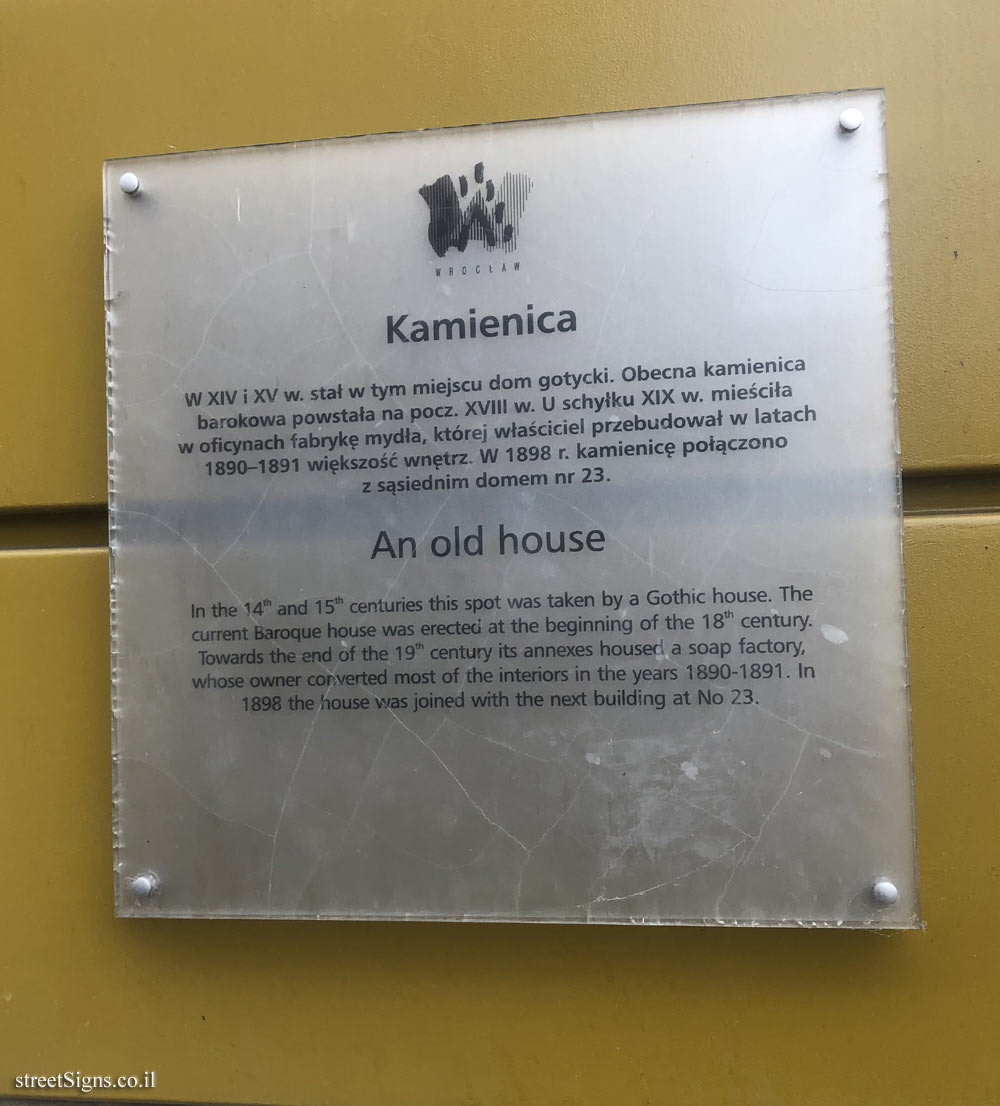 WROCŁAW
Kamienica
W XIV i XV w. stał w tym miejscu dom gotycki. Obecna kamienica
barokowa powstała na pocz. XVIII w. U schyłku XIX w. mieściła
w oficynach fabrykę mydła, której właściciel przebudował w latach
1890–1891 większość wnętrz. W 1898 r. kamienicę połączono
z sąsiednim domem nr 23.
An old house
In the 14th and 15th centuries this spot was taken by a Gothic house. The
current Baroque house was erected at the beginning of the 18th century.
Towards the end of the 19th century its annexes housed a soap factory,
whose owner converted most of the interiors in the years 1890-1891. In
1898 the house was joined with the next building at No 23.
streetSigns.co.il